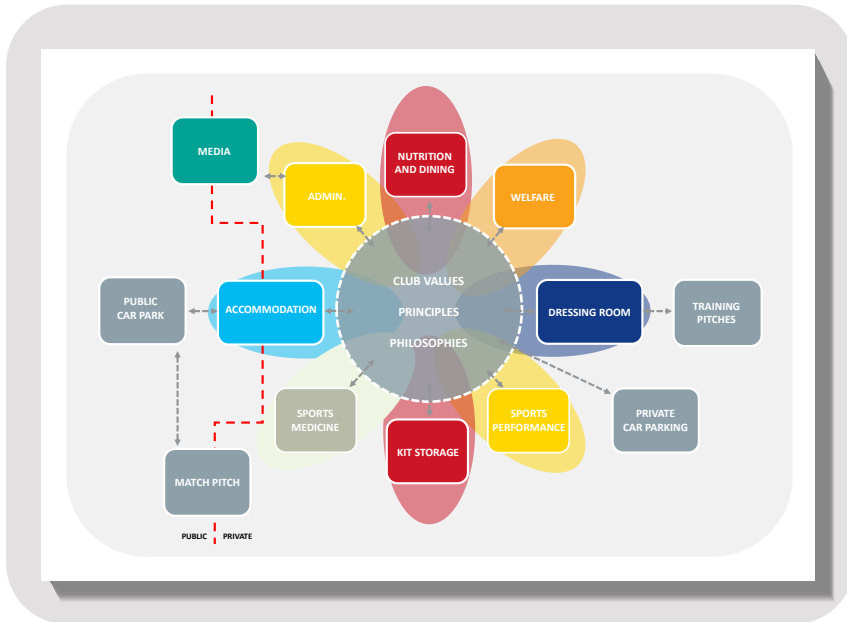 MEDIA
NUTRITION
AND DINING
ADMIN.
WELFARE
CLUB VALUES
PRINCIPLES
PHILOSOPHIES
PUBLIC
CAR PARK
ACCOMMODATION
DRESSING ROOM
TRAINING
PITCHES
SPORTS
MEDICINE
KIT STORAGE
SPORTS
PERFORMANCE
PRIVATE
CAR PARKING
MATCH PITCH
PUBLIC
PRIVATE